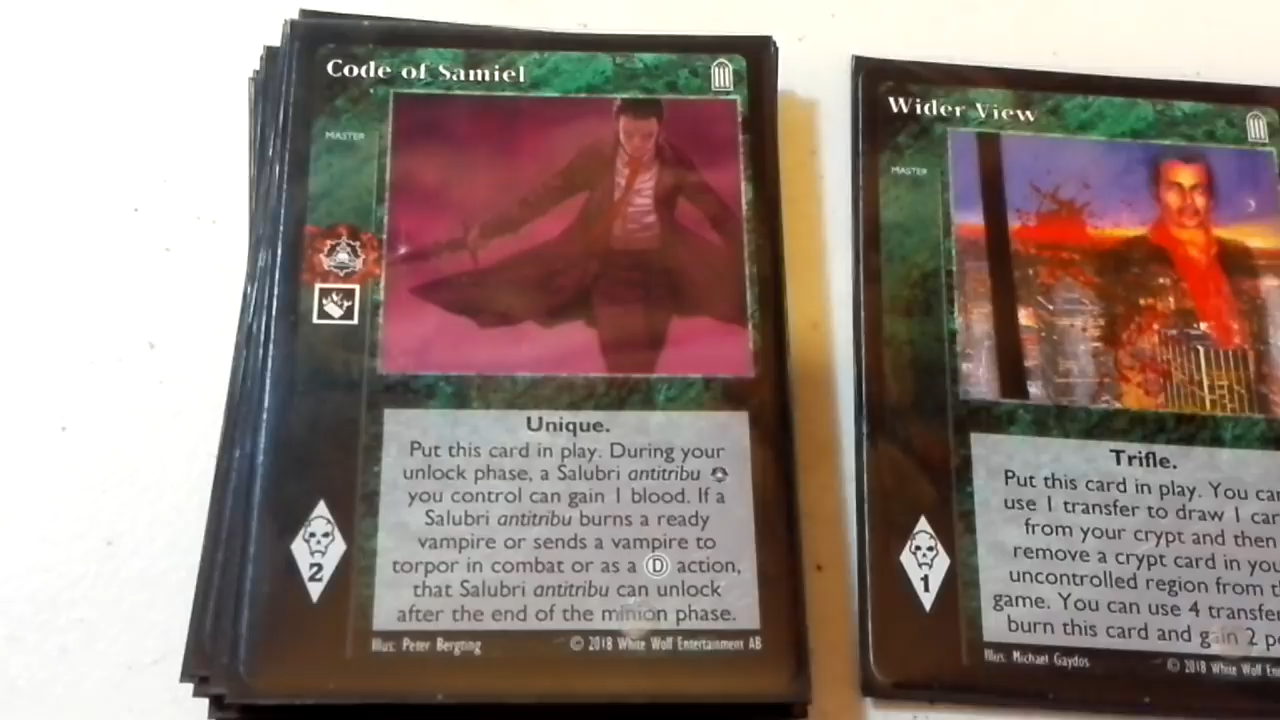 Code of Samiel
MASTER
Unique.
Put this card in play. During your
unlock phase, a Salubri antitribu
you control can gain 1 blood. If a
Salubri antitribu burns a ready
vampire or sends a vampire to
torpor in combat or as a Ⓓ action,
that Salubri antitribu can unlock
after the end of the minion phase.
2
Illus: Peter Bergting
© 2018 White Wolf Entertainment AB
Wider View
MASTER
Trifle.
Put this card in play. You can
use 1 transfer to draw 1 car
from your crypt and then
remove a crypt card in you
uncontrolled region from t
game. You can use 4 transfe
burn this card and gain 2 p
1
Illus: Michael Gaydos
© 2018 White Wolf En